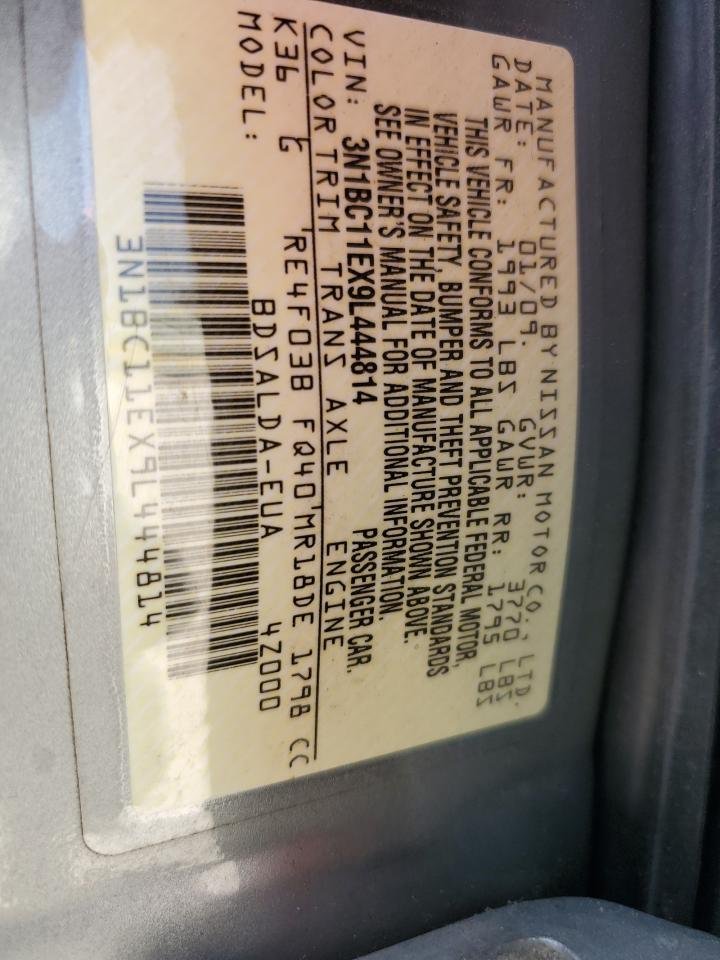 MANUFACTURED BY NISSAN MOTOR CO., LTD.
DATE: 01/09. GVWR: 3770 LBS
GAWR FR: 1993 LBS GAWR RR: 1795 LBS
THIS VEHICLE CONFORMS TO ALL APPLICABLE FEDERAL MOTOR,
VEHICLE SAFETY, BUMPER AND THEFT PREVENTION STANDARDS
IN EFFECT ON THE DATE OF MANUFACTURE SHOWN ABOVE.
SEE OWNER'S MANUAL FOR ADDITIONAL INFORMATION.
VIN: 3N1BC11EX9L444814 PASSENGER CAR.
COLOR TRIM TRANS AXLE ENGINE
K36 G RE4F03B FQ40 MR18DE 1798 CC
MODEL: BDSALDA-EUA 4Z000
3N1BC11EX9L444814